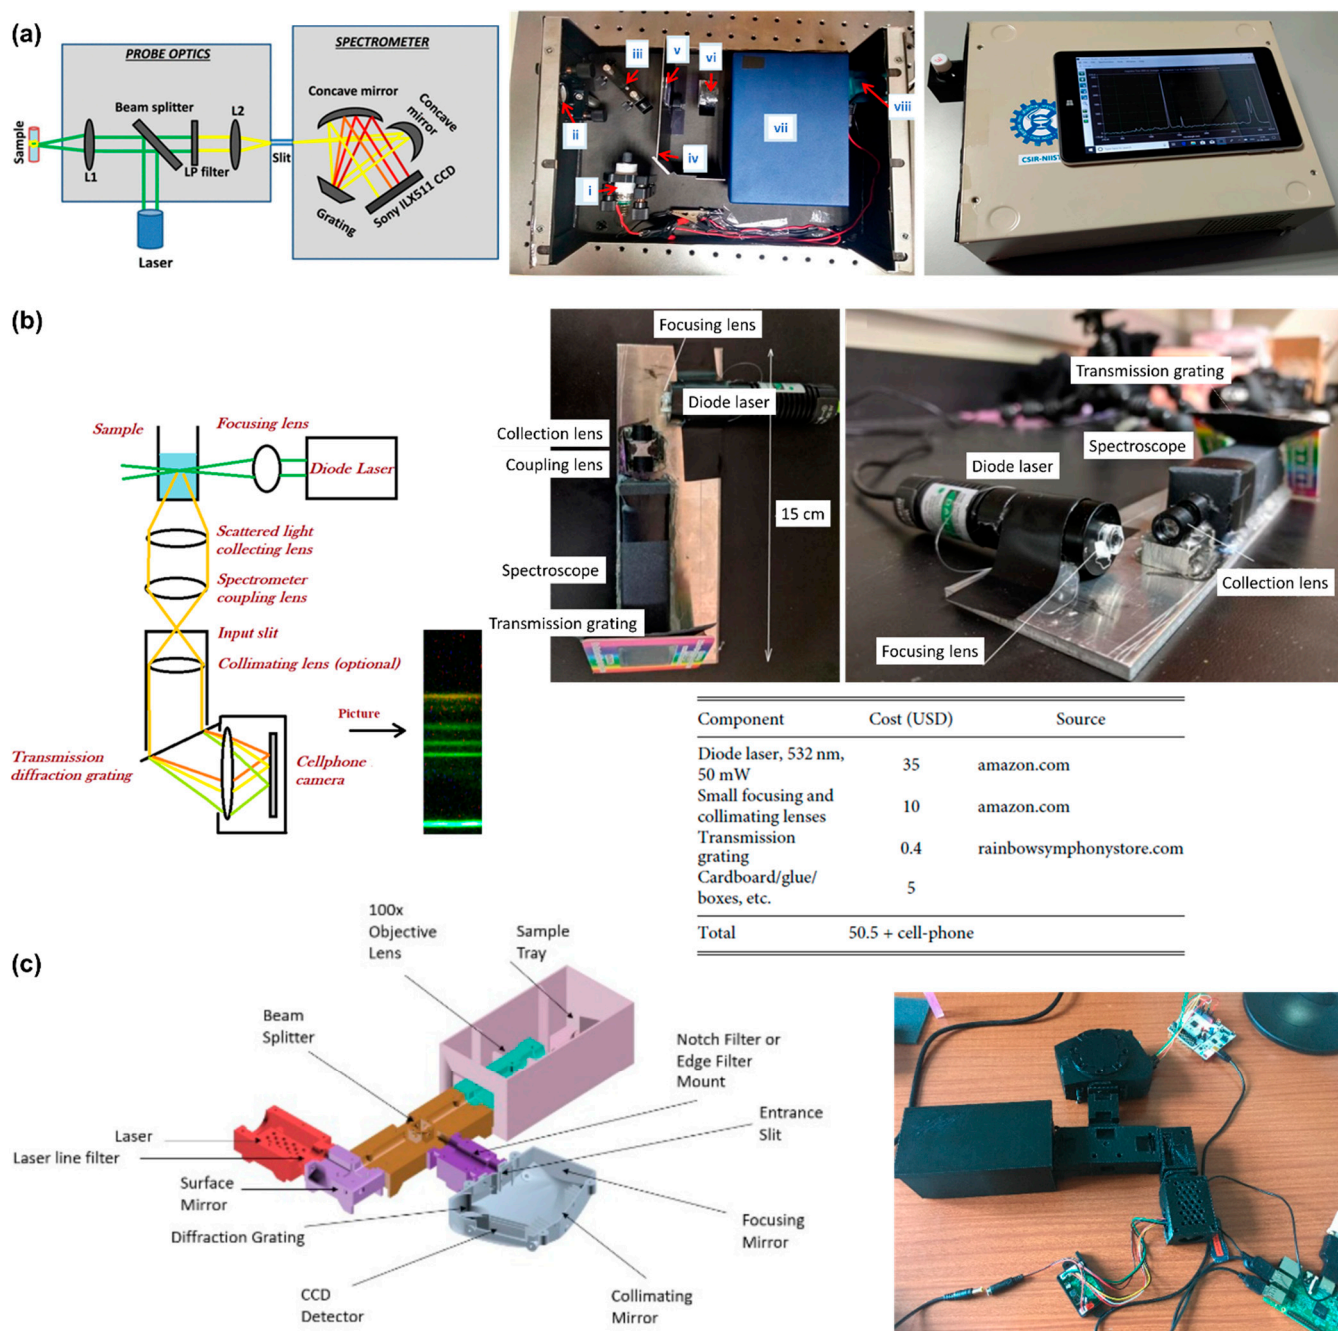 (a)
PROBE OPTICS
Beam splitter
L2
Sample
L1
LP filter
Slit
Laser
SPECTROMETER
Concave mirror
Concave
mirror
Grating
Sony ILX511 CCD
i
ii
iii
iv
v
vi
vii
viii
CSIR-NIIST
(b)
Sample
Focusing lens
Diode Laser
Scattered light
collecting lens
Spectrometer
coupling lens
Input slit
Collimating lens (optional)
Transmission
diffraction grating
Cellphone
camera
Picture
Focusing lens
Diode laser
Collection lens
Coupling lens
15 cm
Spectroscope
Transmission grating
Transmission grating
Spectroscope
Diode laser
Collection lens
Focusing lens
Component Cost (USD) Source
Diode laser, 532 nm,
50 mW 35 amazon.com
Small focusing and
collimating lenses 10 amazon.com
Transmission
grating 0.4 rainbowsymphonystore.com
Cardboard/glue/
boxes, etc. 5
Total 50.5 + cell-phone
(c)
100x
Objective
Lens
Sample
Tray
Beam
Splitter
Notch Filter or
Edge Filter
Mount
Entrance
Slit
Laser
Laser line filter
Surface
Mirror
Diffraction Grating
CCD
Detector
Collimating
Mirror
Focusing
Mirror